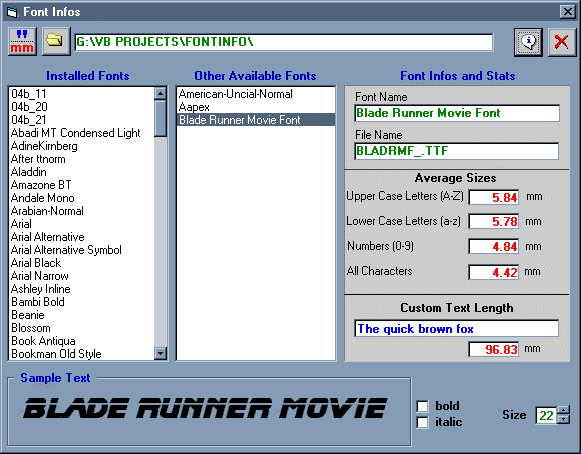 Font Infos
"
mm
G:\VB PROJECTS\FONTINFO\
Installed Fonts
04b_11
04b_20
04b_21
Abadi MT Condensed Light
AdineKirnberg
After ttnorm
Aladdin
Amazone BT
Andale Mono
Arabian-Normal
Arial
Arial Alternative
Arial Alternative Symbol
Arial Black
Arial Narrow
Ashley Inline
Bambi Bold
Beanie
Blossom
Book Antiqua
Bookman Old Style
Other Available Fonts
American-Uncial-Normal
Aapex
Blade Runner Movie Font
Font Infos and Stats
Font Name
Blade Runner Movie Font
File Name
BLADRMF_.TTF
Average Sizes
Upper Case Letters (A-Z) 5.84 mm
Lower Case Letters (a-z) 5.78 mm
Numbers (0-9) 4.84 mm
All Characters 4.42 mm
Custom Text Length
The quick brown fox
96.83 mm
Sample Text
BLADE RUNNER MOVIE
bold
italic
Size 22